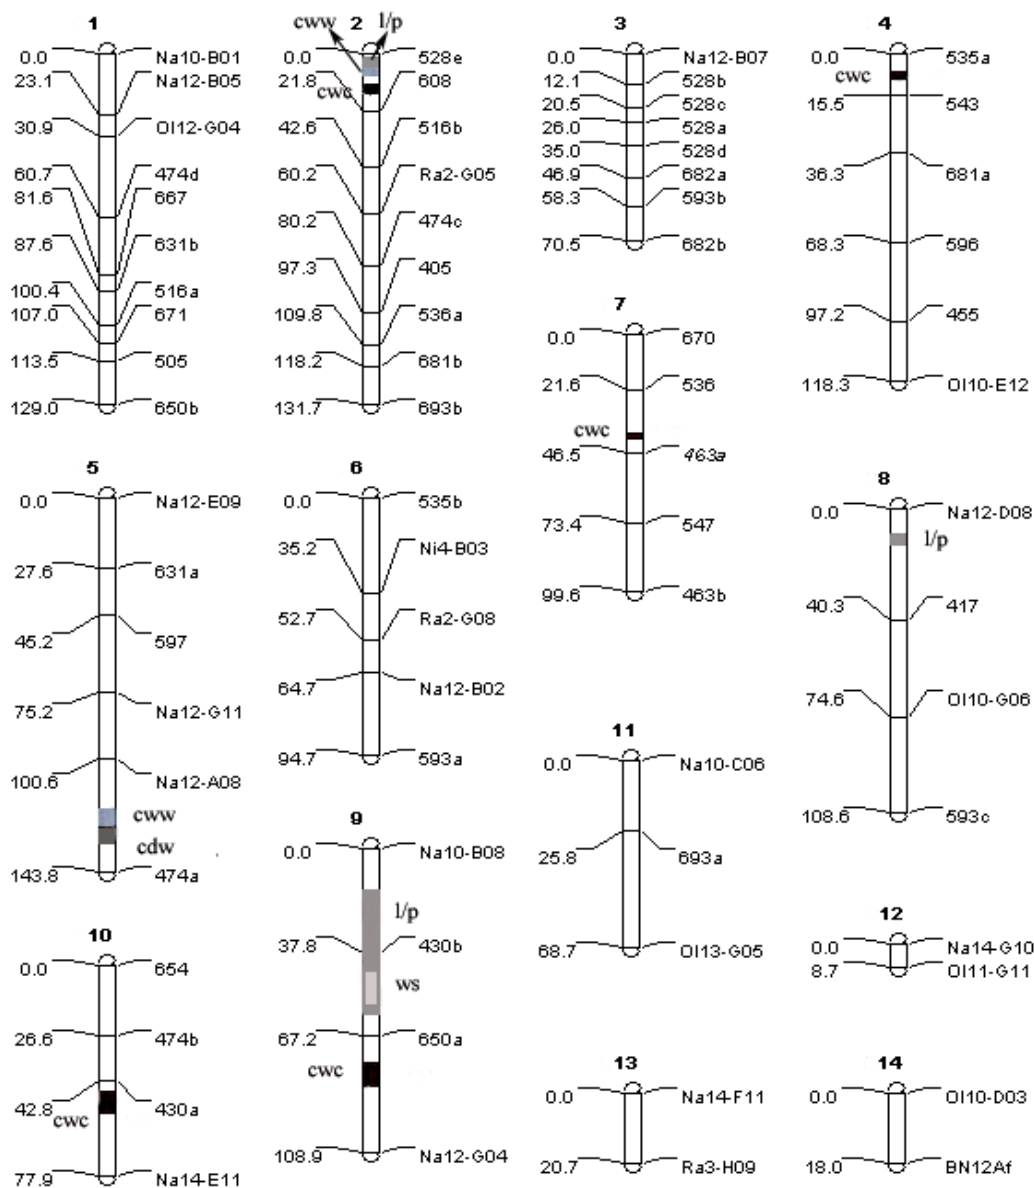 1
0.0 Na10-B01
23.1 Na12-B05
30.9 Ol12-G04
60.7 474d
81.6 667
87.6 631b
100.4 516a
107.0 671
113.5 505
129.0 650b
2
cww l/p
0.0 528e
21.8 608
cwc
42.6 516b
60.2 Ra2-G05
80.2 474c
97.3 405
109.8 536a
118.2 681b
131.7 693b
3
0.0 Na12-B07
12.1 528b
20.5 528c
26.0 528a
35.0 528d
46.9 682a
58.3 593b
70.5 682b
4
0.0 535a
cwc
15.5 543
36.3 681a
68.3 596
97.2 455
118.3 Ol10-E12
7
0.0 670
21.6 536
cwc
46.5 463a
73.4 547
99.6 463b
5
0.0 Na12-E09
27.6 631a
45.2 597
75.2 Na12-G11
100.6 Na12-A08
cww
cdw
143.8 474a
6
0.0 535b
35.2 Ni4-B03
52.7 Ra2-G08
64.7 Na12-B02
94.7 593a
8
0.0 Na12-D08
l/p
40.3 417
74.6 Ol10-G06
108.6 593c
11
0.0 Na10-C06
25.8 693a
68.7 Ol13-G05
9
0.0 Na10-B08
l/p
37.8 430b
ws
67.2 650a
cwc
108.9 Na12-G04
12
0.0 Na14-G10
8.7 Ol11-G11
10
0.0 654
26.6 474b
42.8 430a
cwc
77.9 Na14-E11
13
0.0 Na14-F11
20.7 Ra3-H09
14
0.0 Ol10-D03
18.0 BN12Af